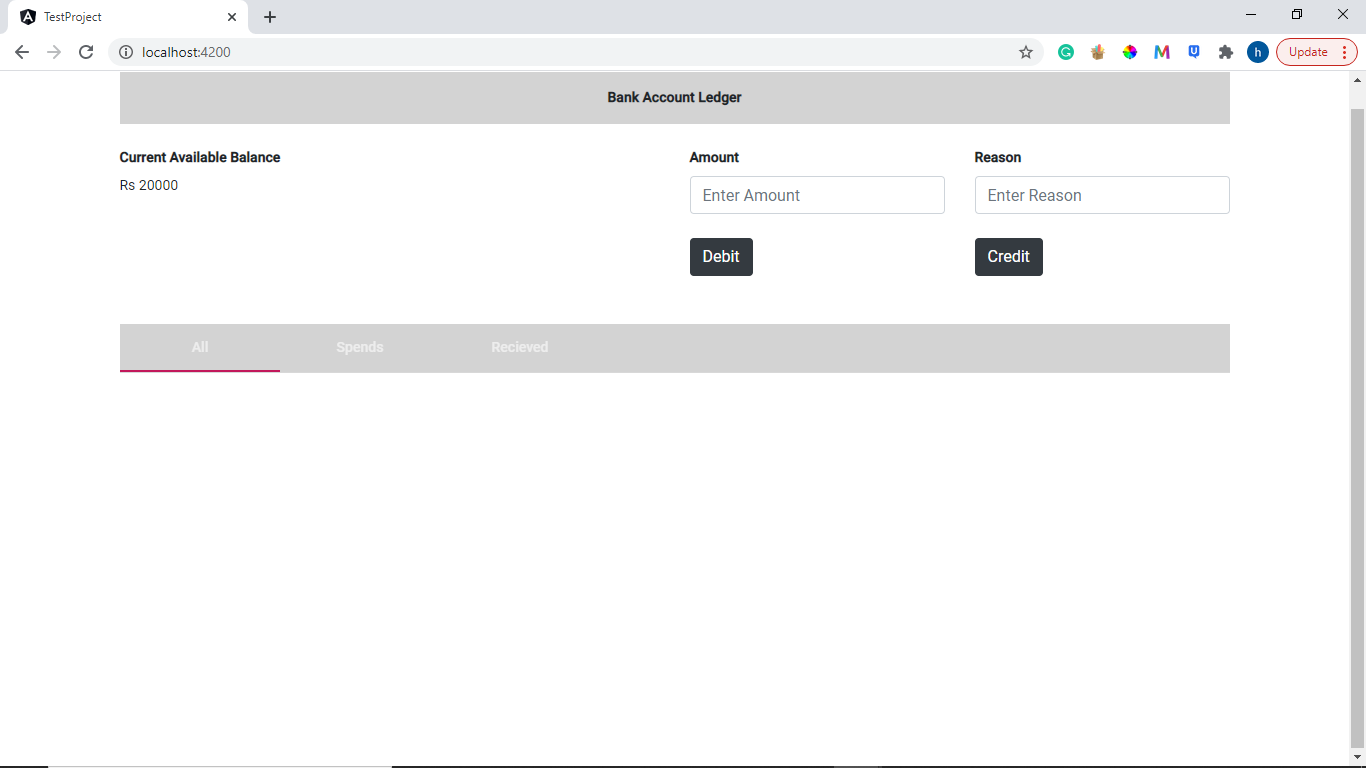 TestProject
localhost:4200
h
Update
Bank Account Ledger
Current Available Balance
Amount
Reason
Rs 20000
Enter Amount
Enter Reason
Debit
Credit
All
Spends
Recieved